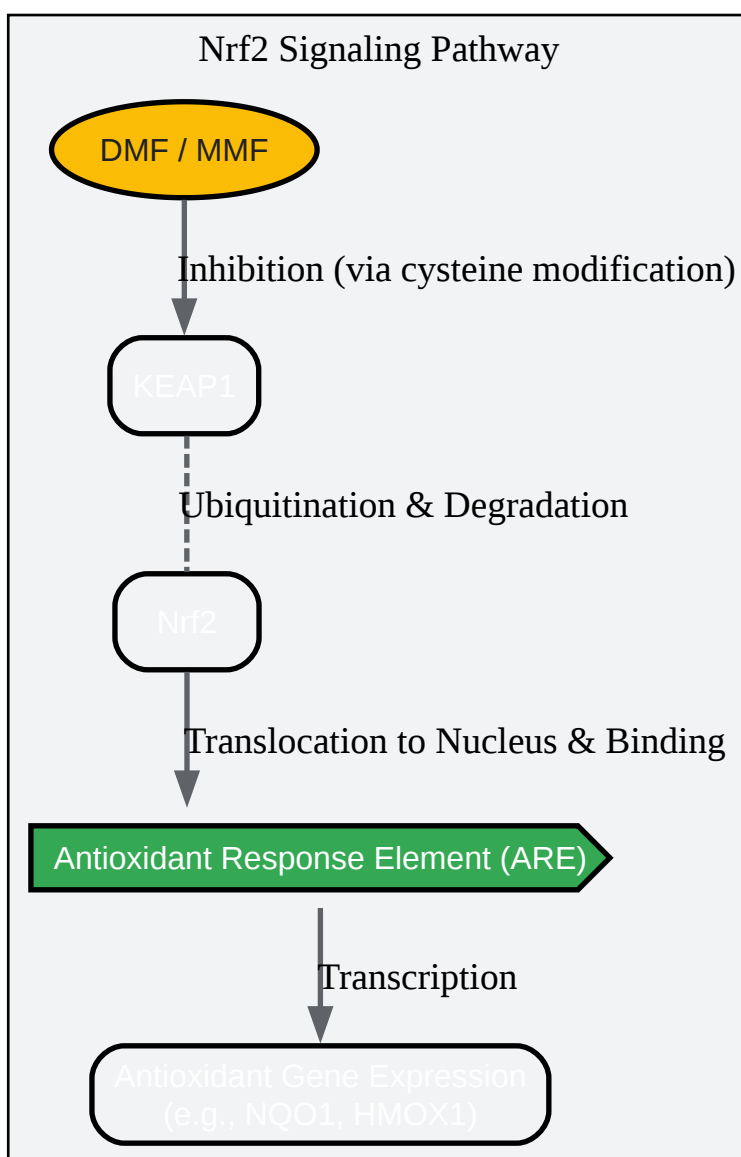 Nrf2 Signaling Pathway
DMF / MMF
Inhibition (via cysteine modification)
KEAP1
Ubiquitination & Degradation
Nrf2
Translocation to Nucleus & Binding
Antioxidant Response Element (ARE)
Transcription
Antioxidant Gene Expression
(e.g., NQO1, HMOX1)